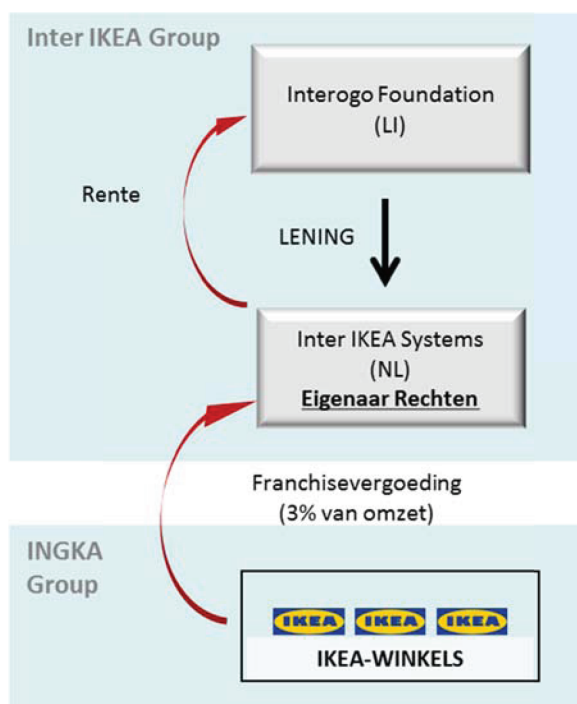 Inter IKEA Group
Interogo Foundation
(LI)
Rente
LENING
Inter IKEA Systems
(NL)
Eigenaar Rechten
Franchisevergoeding
(3% van omzet)
INGKA
Group
IKEA IKEA IKEA
IKEA-WINKELS